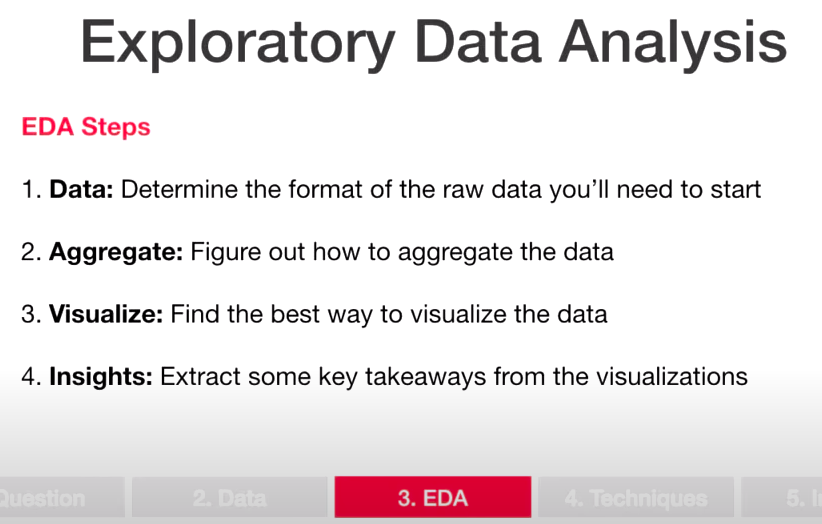 Exploratory Data Analysis
EDA Steps
1. Data: Determine the format of the raw data you'll need to start
2. Aggregate: Figure out how to aggregate the data
3. Visualize: Find the best way to visualize the data
4. Insights: Extract some key takeaways from the visualizations
Question 2. Data 3. EDA 4. Techniques 5.